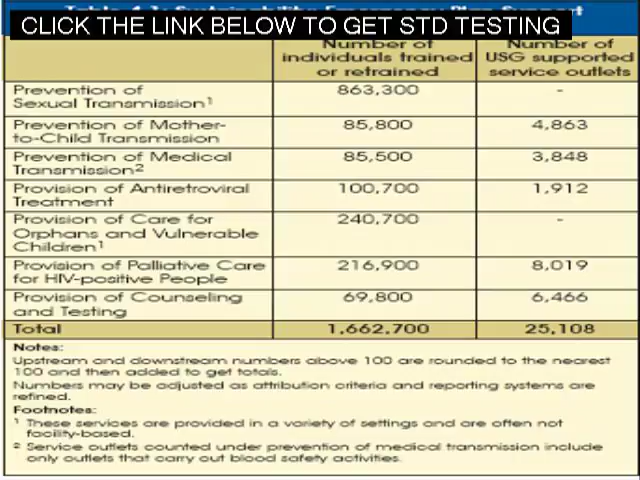 CLICK THE LINK BELOW TO GET STD TESTING
Number of individuals trained or retrained
Number of USG supported service outlets
Prevention of Sexual Transmission¹ 863,300 -
Prevention of Mother-to-Child Transmission 85,800 4,863
Prevention of Medical Transmission² 85,500 3,848
Provision of Antiretroviral Treatment 100,700 1,912
Provision of Care for Orphans and Vulnerable Children¹ 240,700 -
Provision of Palliative Care for HIV-positive People 216,900 8,019
Provision of Counseling and Testing 69,800 6,466
Total 1,662,700 25,108
Notes:
Upstream and downstream numbers above 100 are rounded to the nearest
100 and then added to get totals.
Numbers may be adjusted as attribution criteria and reporting systems are
refined.
Footnotes:
¹ These services are provided in a variety of settings and are often not
facility-based.
² Service outlets counted under prevention of medical transmission include
only outlets that carry out blood safety activities.